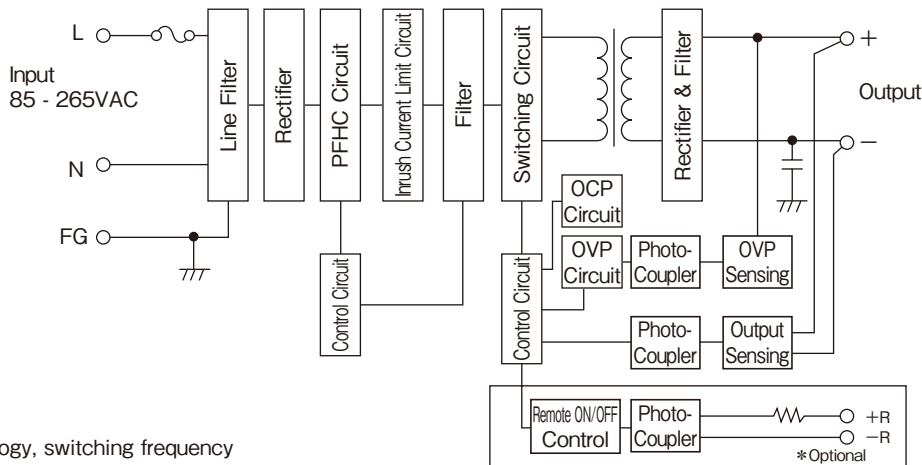 L
Input
85 - 265VAC
N
FG
Line Filter
Rectifier
PFHC Circuit
Inrush Current Limit Circuit
Filter
Switching Circuit
Rectifier & Filter
+
Output
−
Control Circuit
Control Circuit
OCP
Circuit
OVP
Circuit
Photo-
Coupler
OVP
Sensing
Photo-
Coupler
Output
Sensing
Remote ON/OFF
Control
Photo-
Coupler
+R
−R
*Optional
ogy, switching frequency